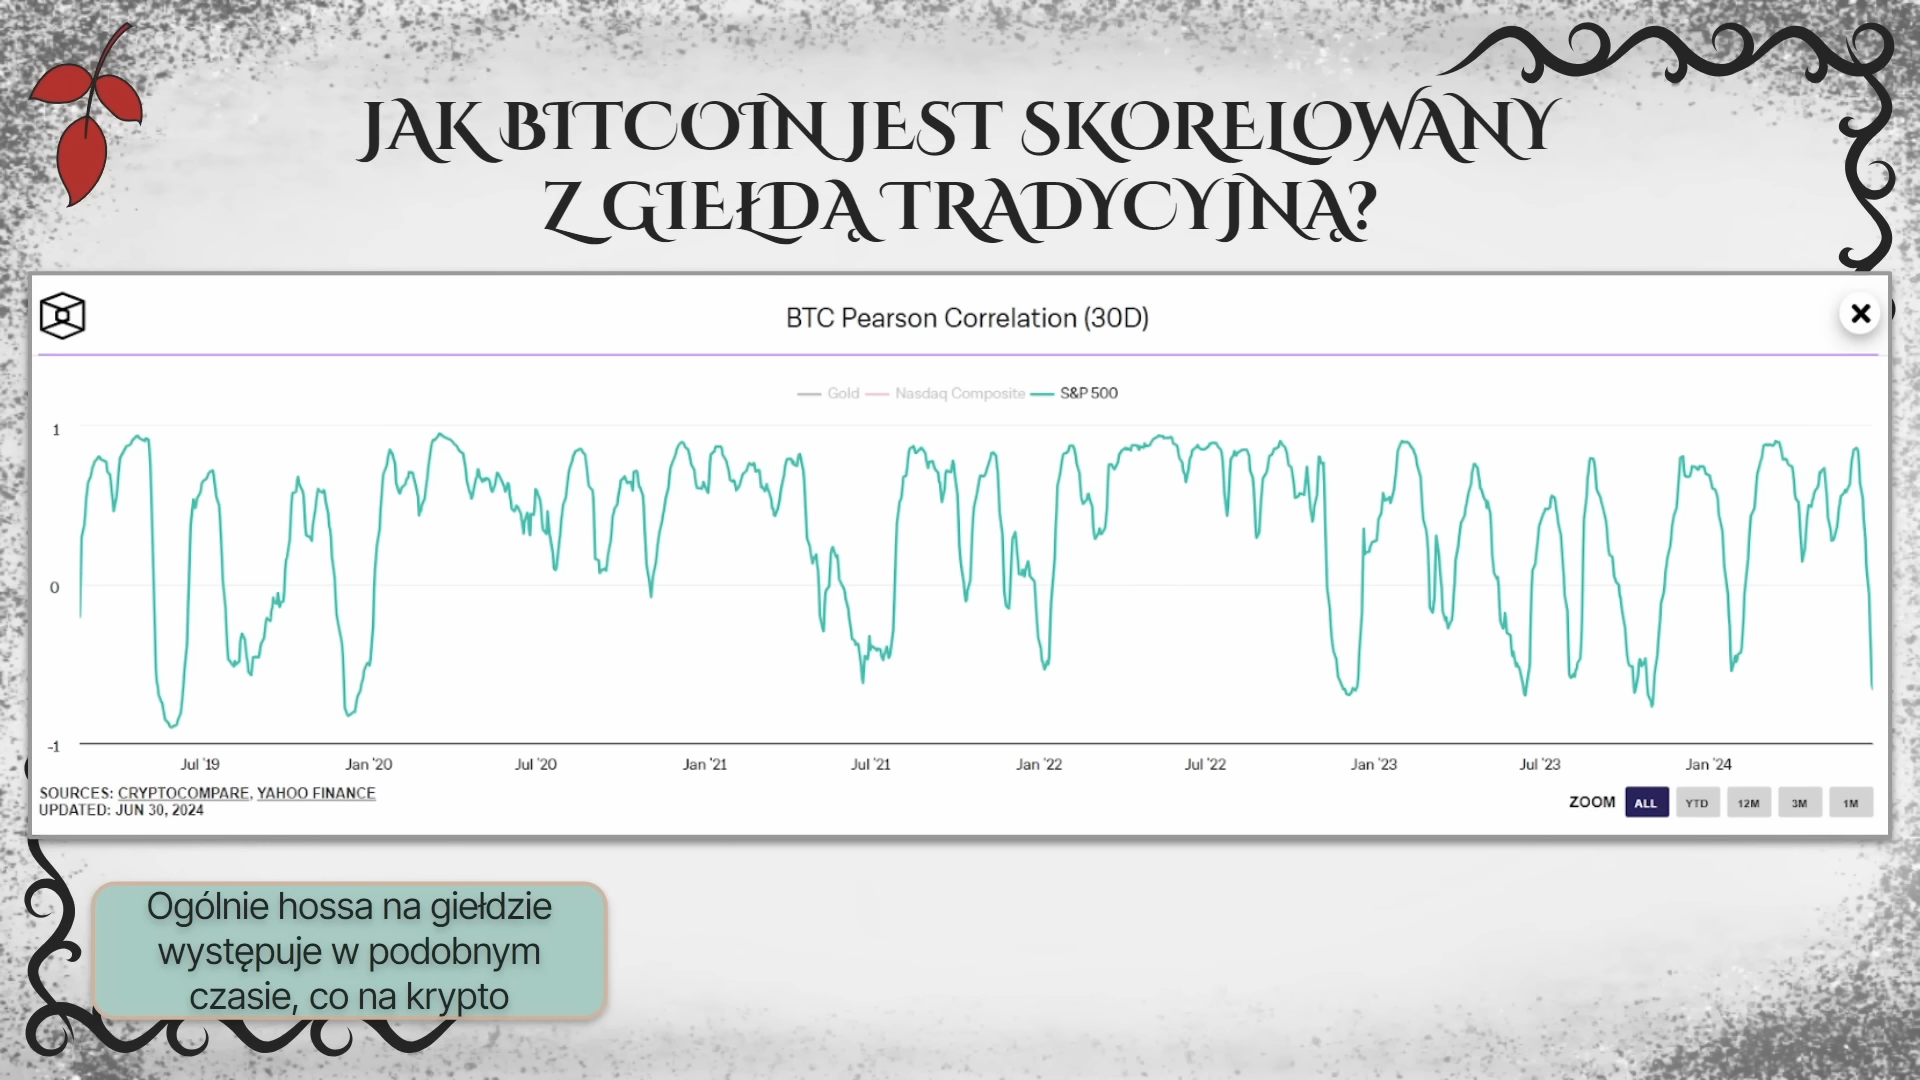 JAK BITCOIN JEST SKORELOWANY
Z GIEŁDĄ TRADYCYJNĄ?
BTC Pearson Correlation (30D)
Gold Nasdaq Composite S&P 500
1
0
-1
Jul '19 Jan '20 Jul '20 Jan '21 Jul '21 Jan '22 Jul '22 Jan '23 Jul '23 Jan '24
SOURCES: CRYPTOCOMPARE, YAHOO FINANCE
UPDATED: JUN 30, 2024
ZOOM ALL YTD 12M 3M 1M
Ogólnie hossa na giełdzie
występuje w podobnym
czasie, co na krypto